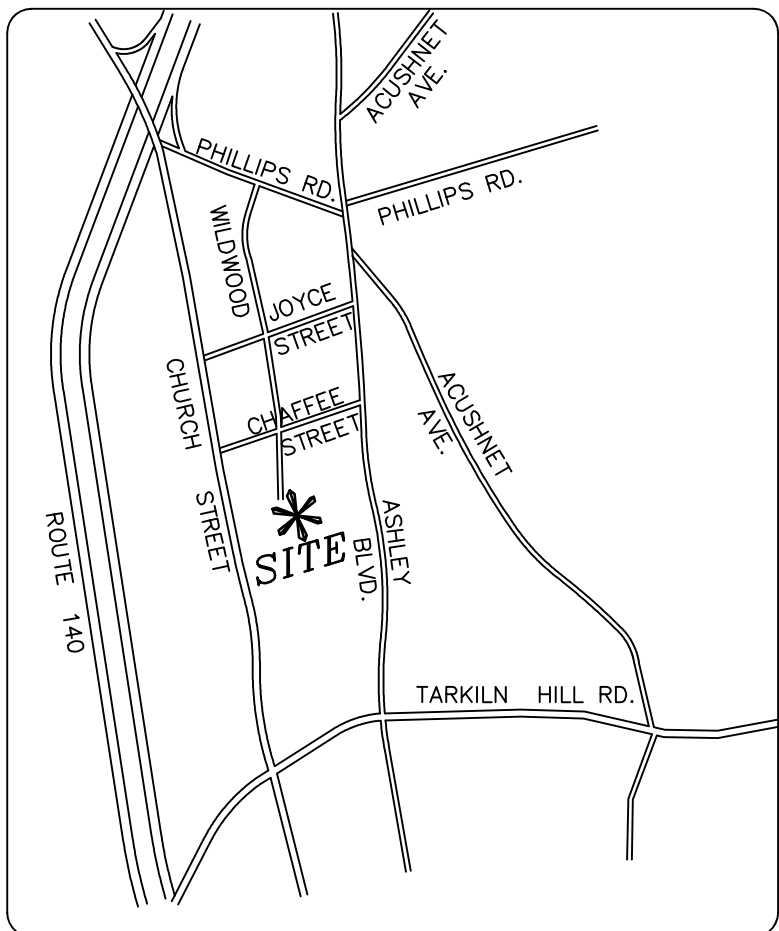 ACUSHNET
AVE.
PHILLIPS RD.
PHILLIPS RD.
WILDWOOD
JOYCE
STREET
CHURCH
STREET
CHAFFEE
STREET
ACUSHNET
AVE.
SITE
ASHLEY
BLVD.
ROUTE 140
TARKILN HILL RD.